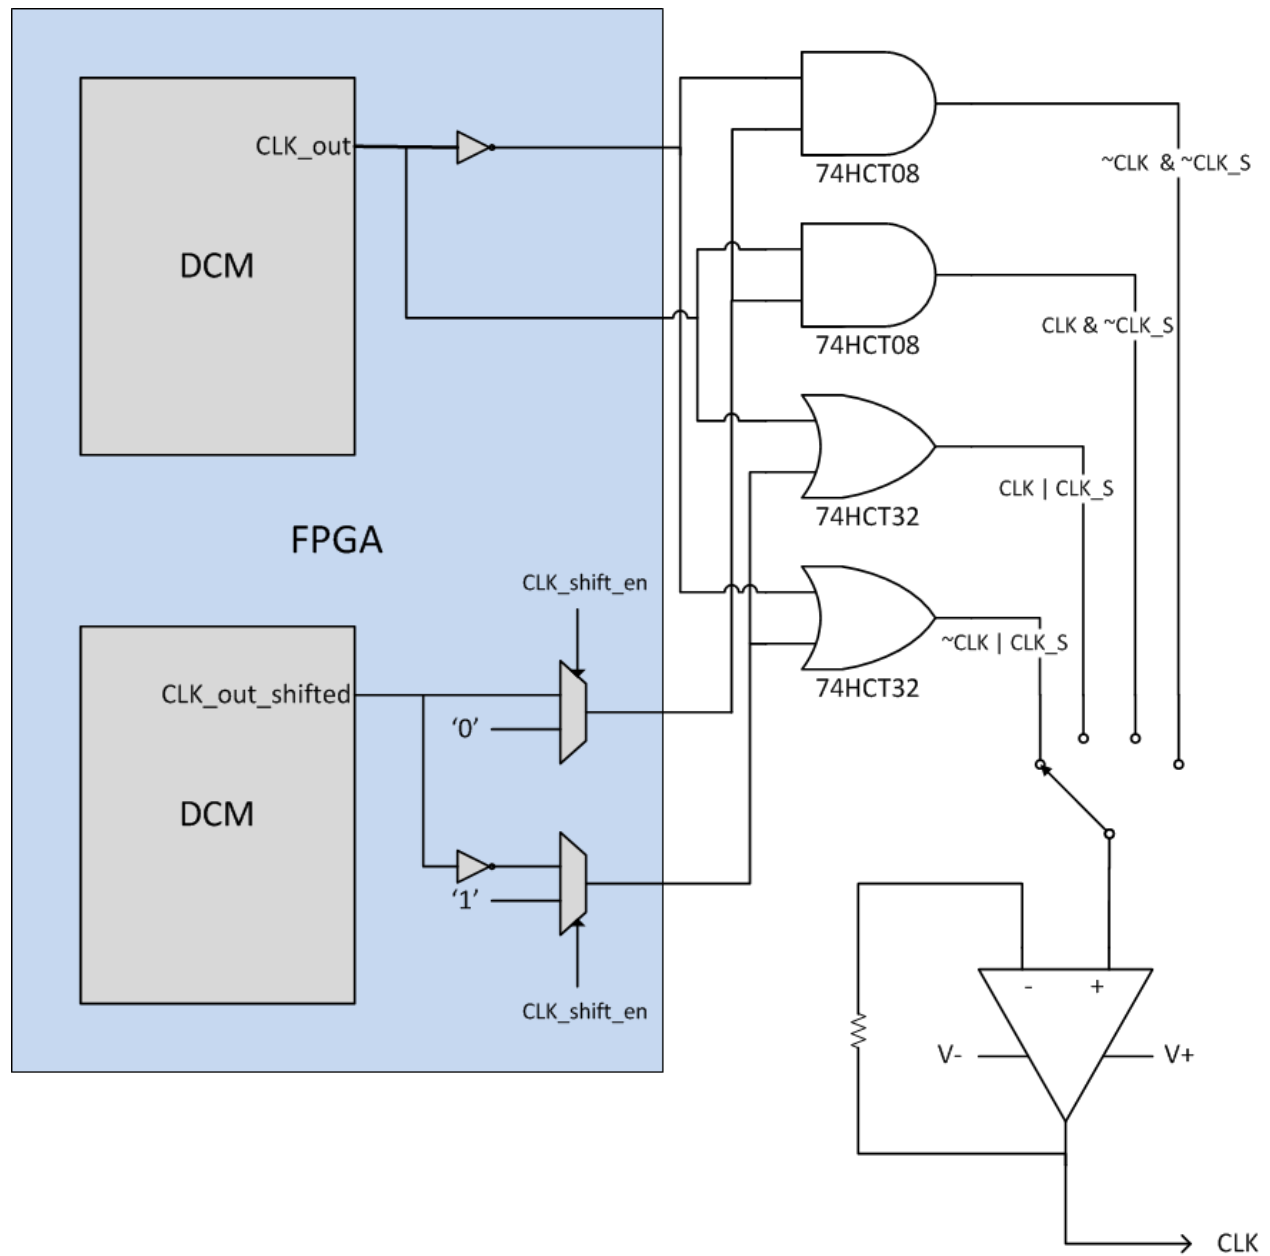 CLK_out
DCM
FPGA
CLK_shift_en
CLK_out_shifted
‘0’
DCM
‘1’
CLK_shift_en
74HCT08
~CLK & ~CLK_S
74HCT08
CLK & ~CLK_S
74HCT32
CLK | CLK_S
74HCT32
~CLK | CLK_S
- +
V- V+
CLK